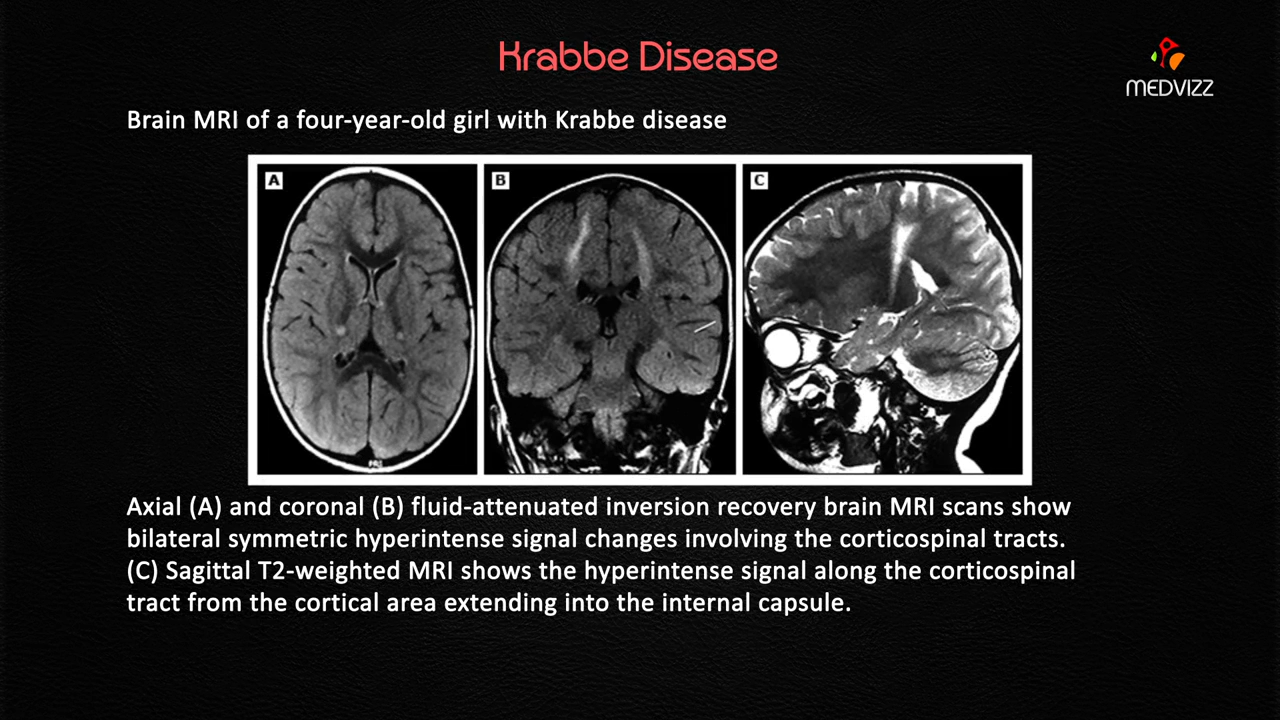 Krabbe Disease
MEDVIZZ
Brain MRI of a four-year-old girl with Krabbe disease
A
B
C
Axial (A) and coronal (B) fluid-attenuated inversion recovery brain MRI scans show
bilateral symmetric hyperintense signal changes involving the corticospinal tracts.
(C) Sagittal T2-weighted MRI shows the hyperintense signal along the corticospinal
tract from the cortical area extending into the internal capsule.